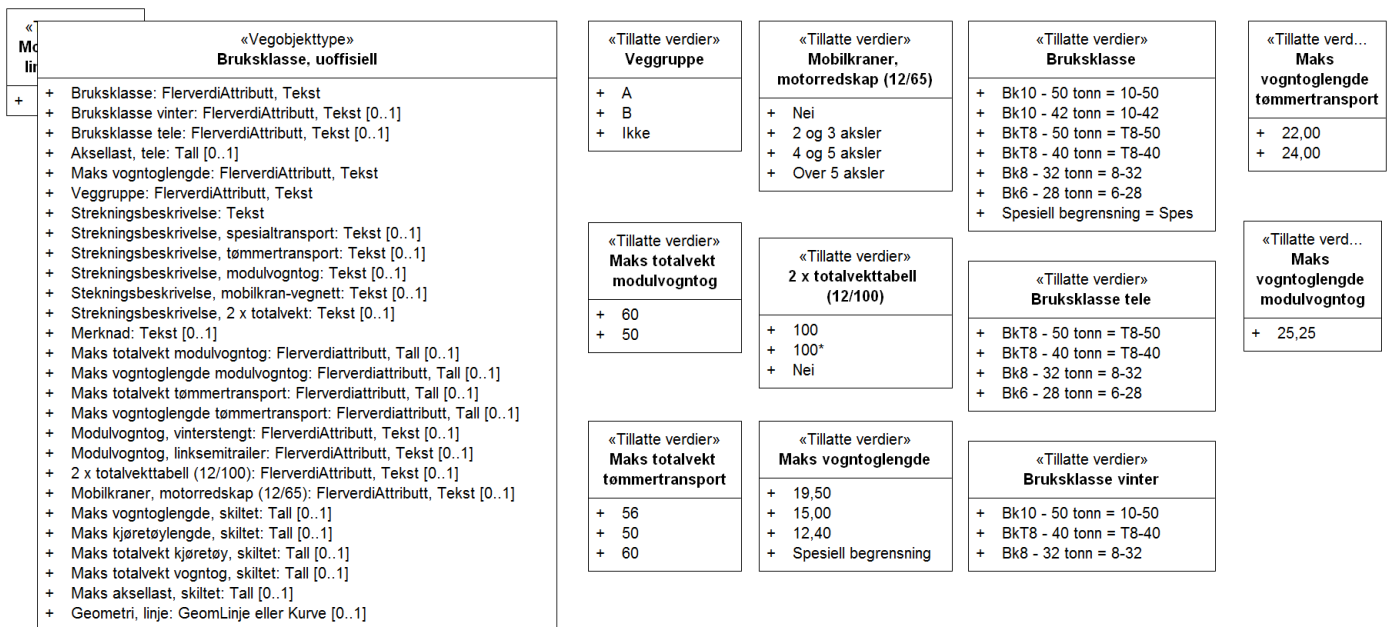 «Vegobjekttype»
Bruksklasse, uoffisiell
+ Bruksklasse: FlerverdiAttributt, Tekst
+ Bruksklasse vinter: FlerverdiAttributt, Tekst [0..1]
+ Bruksklasse tele: FlerverdiAttributt, Tekst [0..1]
+ Aksellast, tele: Tall [0..1]
+ Maks vogntoglengde: FlerverdiAttributt, Tekst
+ Veggruppe: FlerverdiAttributt, Tekst
+ Strekningsbeskrivelse: Tekst
+ Strekningsbeskrivelse, spesialtransport: Tekst [0..1]
+ Strekningsbeskrivelse, tømmertransport: Tekst [0..1]
+ Strekningsbeskrivelse, modulvogntog: Tekst [0..1]
+ Stekningsbeskrivelse, mobilkran-vegnett: Tekst [0..1]
+ Strekningsbeskrivelse, 2 x totalvekt: Tekst [0..1]
+ Merknad: Tekst [0..1]
+ Maks totalvekt modulvogntog: Flerverdiattributt, Tall [0..1]
+ Maks vogntoglengde modulvogntog: Flerverdiattributt, Tall [0..1]
+ Maks totalvekt tømmertransport: Flerverdiattributt, Tall [0..1]
+ Maks vogntoglengde tømmertransport: Flerverdiattributt, Tall [0..1]
+ Modulvogntog, vinterstengt: FlerverdiAttributt, Tekst [0..1]
+ Modulvogntog, linksemitrailer: FlerverdiAttributt, Tekst [0..1]
+ 2 x totalvekttabell (12/100): FlerverdiAttributt, Tekst [0..1]
+ Mobilkraner, motorredskap (12/65): FlerverdiAttributt, Tekst [0..1]
+ Maks vogntoglengde, skiltet: Tall [0..1]
+ Maks kjøretøylengde, skiltet: Tall [0..1]
+ Maks totalvekt kjøretøy, skiltet: Tall [0..1]
+ Maks totalvekt vogntog, skiltet: Tall [0..1]
+ Maks aksellast, skiltet: Tall [0..1]
+ Geometri, linje: GeomLinje eller Kurve [0..1]
«Tillatte verdier»
Veggruppe
+ A
+ B
+ Ikke
«Tillatte verdier»
Maks totalvekt
modulvogntog
+ 60
+ 50
«Tillatte verdier»
Maks totalvekt
tømmertransport
+ 56
+ 50
+ 60
«Tillatte verdier»
Mobilkraner,
motorredskap (12/65)
+ Nei
+ 2 og 3 aksler
+ 4 og 5 aksler
+ Over 5 aksler
«Tillatte verdier»
2 x totalvekttabell
(12/100)
+ 100
+ 100*
+ Nei
«Tillatte verdier»
Maks vogntoglengde
+ 19,50
+ 15,00
+ 12,40
+ Spesiell begrensning
«Tillatte verdier»
Bruksklasse
+ Bk10 - 50 tonn = 10-50
+ Bk10 - 42 tonn = 10-42
+ BkT8 - 50 tonn = T8-50
+ BkT8 - 40 tonn = T8-40
+ Bk8 - 32 tonn = 8-32
+ Bk6 - 28 tonn = 6-28
+ Spesiell begrensning = Spes
«Tillatte verdier»
Bruksklasse tele
+ BkT8 - 50 tonn = T8-50
+ BkT8 - 40 tonn = T8-40
+ Bk8 - 32 tonn = 8-32
+ Bk6 - 28 tonn = 6-28
«Tillatte verdier»
Bruksklasse vinter
+ Bk10 - 50 tonn = 10-50
+ BkT8 - 40 tonn = T8-40
+ Bk8 - 32 tonn = 8-32
«Tillatte verd...
Maks
vogntoglengde
tømmertransport
+ 22,00
+ 24,00
«Tillatte verd...
Maks
vogntoglengde
modulvogntog
+ 25,25